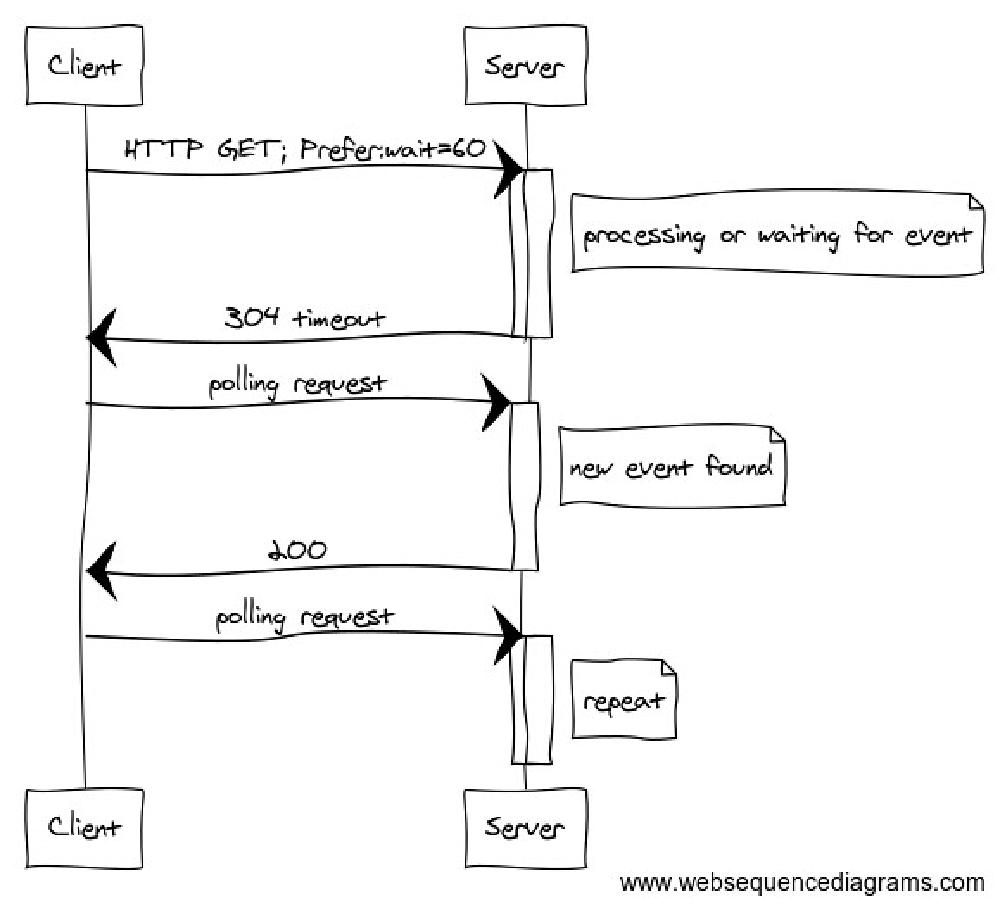 Client
Server
HTTP GET; Prefer:wait=60
processing or waiting for event
304 timeout
polling request
new event found
200
polling request
repeat
Client
Server
www.websequencediagrams.com